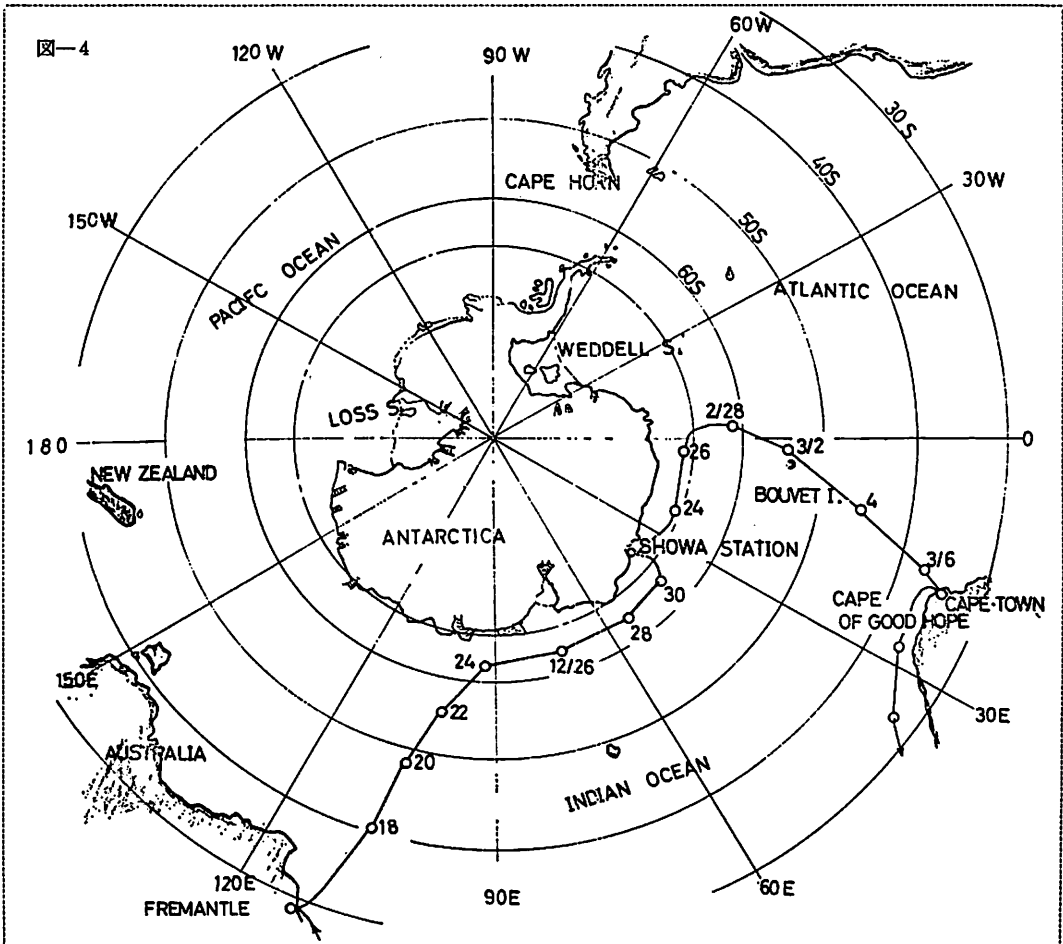 図—4
120 W
90 W
60W
30 S
40S
CAPE HORN
30W
150W
50S
PACIFC OCEAN
60S
ATLANTIC OCEAN
WEDDELL S.
LOSS S.
2/28
180
0
26
3/2
NEW ZEALAND
BOUVET I.
4
24
ANTARCTICA
SHOWA STATION
3/6
30
CAPE
OF GOOD HOPE
CAPE-TOWN
28
24
12/26
150E
22
30E
AUSTRALIA
20
INDIAN OCEAN
18
120E
60E
90E
FREMANTLE